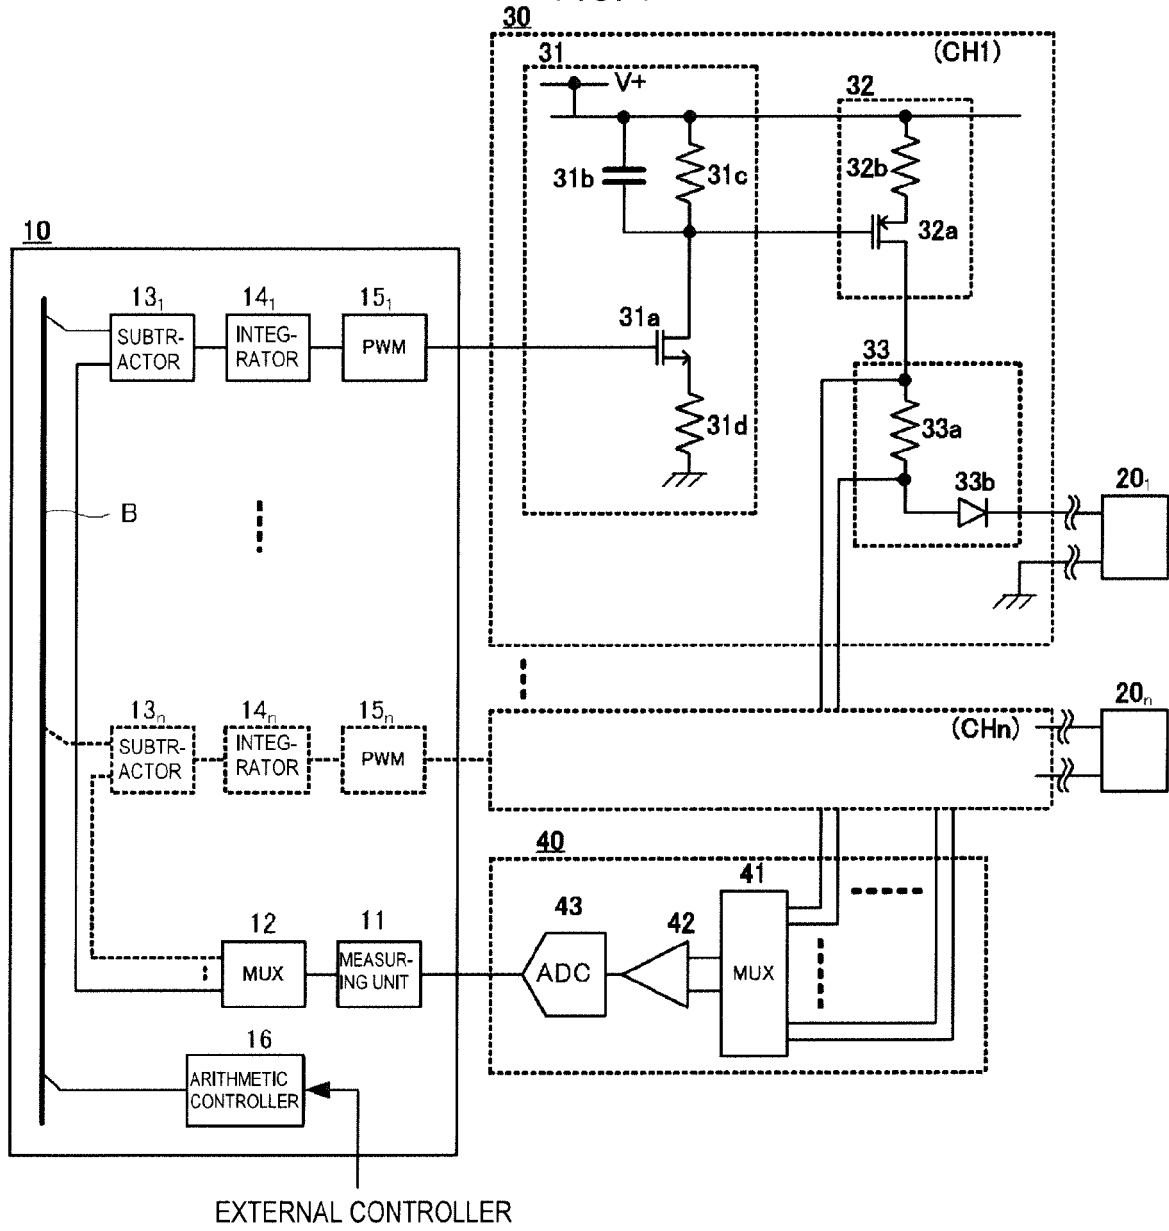 30
(CH1)
31
V+
32
31b
31c
32b
32a
10
13₁
14₁
15₁
SUBTR-
ACTOR
INTEG-
RATOR
PWM
31a
31d
33
33a
33b
20₁
B
13ₙ
14ₙ
15ₙ
SUBTR-
ACTOR
INTEG-
RATOR
PWM
(CHn)
20ₙ
40
41
42
43
ADC
MUX
12
11
MUX
MEASUR-
ING UNIT
16
ARITHMETIC
CONTROLLER
EXTERNAL CONTROLLER